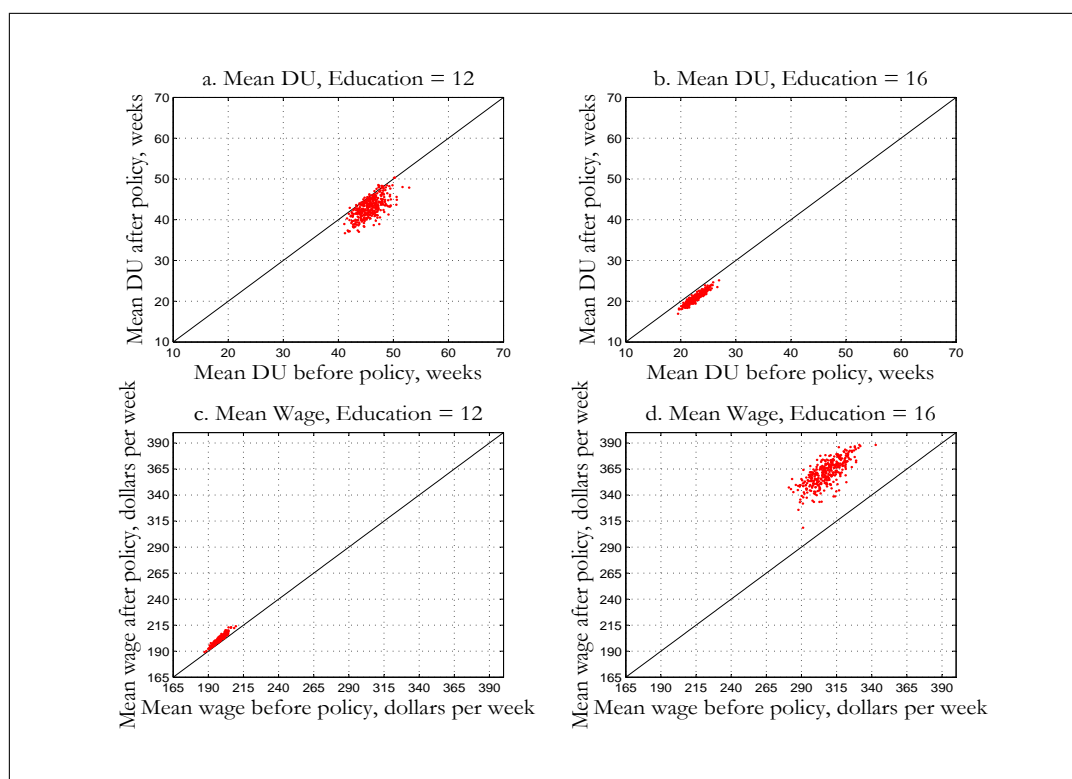 a. Mean DU, Education = 12
Mean DU after policy, weeks
70
60
50
40
30
20
10
10 20 30 40 50 60 70
Mean DU before policy, weeks
b. Mean DU, Education = 16
Mean DU after policy, weeks
70
60
50
40
30
20
10
10 20 30 40 50 60 70
Mean DU before policy, weeks
c. Mean Wage, Education = 12
Mean wage after policy, dollars per week
390
365
340
315
290
265
240
215
190
165
165 190 215 240 265 290 315 340 365 390
Mean wage before policy, dollars per week
d. Mean Wage, Education = 16
Mean wage after policy, dollars per week
390
365
340
315
290
265
240
215
190
165
165 190 215 240 265 290 315 340 365 390
Mean wage before policy, dollars per week